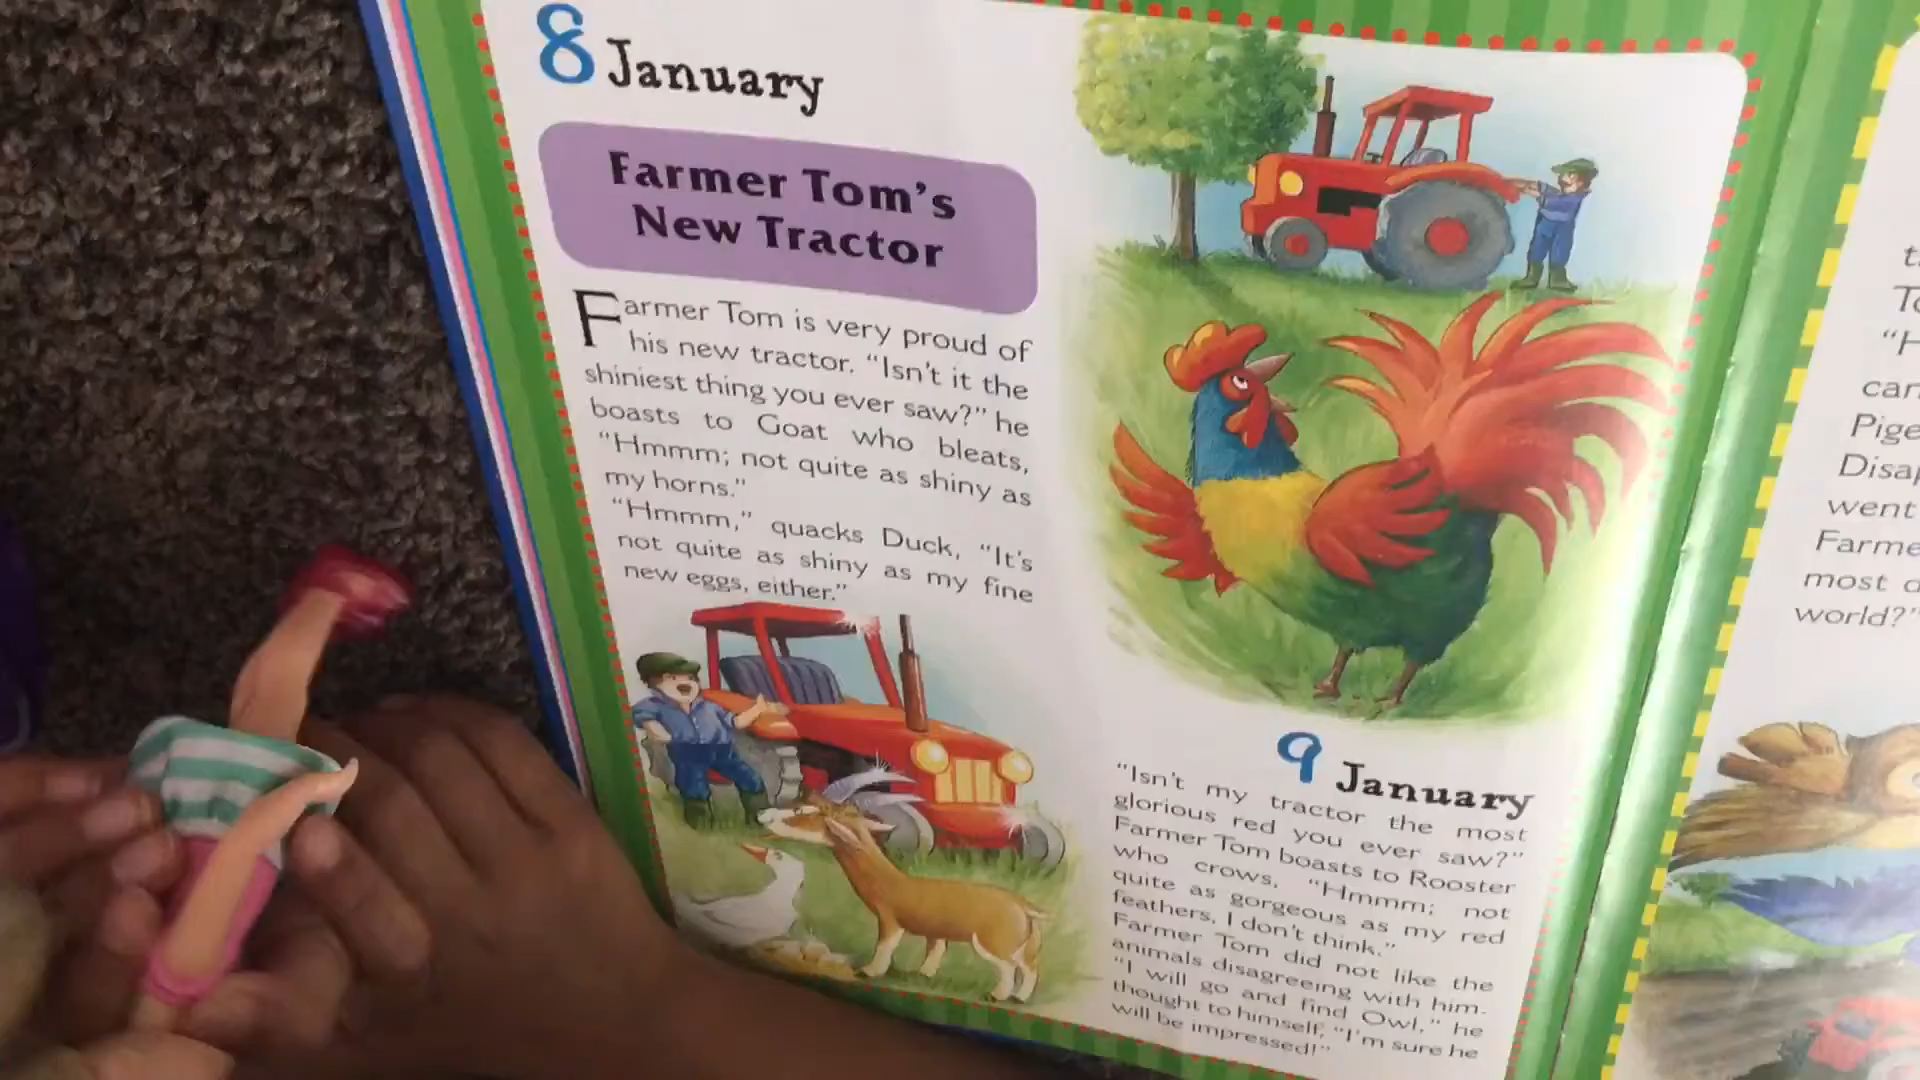 8 January
Farmer Tom's
New Tractor
Farmer Tom is very proud of
his new tractor. "Isn't it the
shiniest thing you ever saw?" he
boasts to Goat who bleats,
"Hmmm; not quite as shiny as
my horns."
"Hmmm," quacks Duck, "It's
not quite as shiny as my fine
new eggs, either."
9 January
"Isn't my tractor the most
glorious red you ever saw?"
Farmer Tom boasts to Rooster
who crows, "Hmmm; not
quite as gorgeous as my red
feathers, I don't think."
Farmer Tom did not like the
animals disagreeing with him.
"I will go and find Owl," he
thought to himself, "I'm sure he
will be impressed!"
went
most
world?"